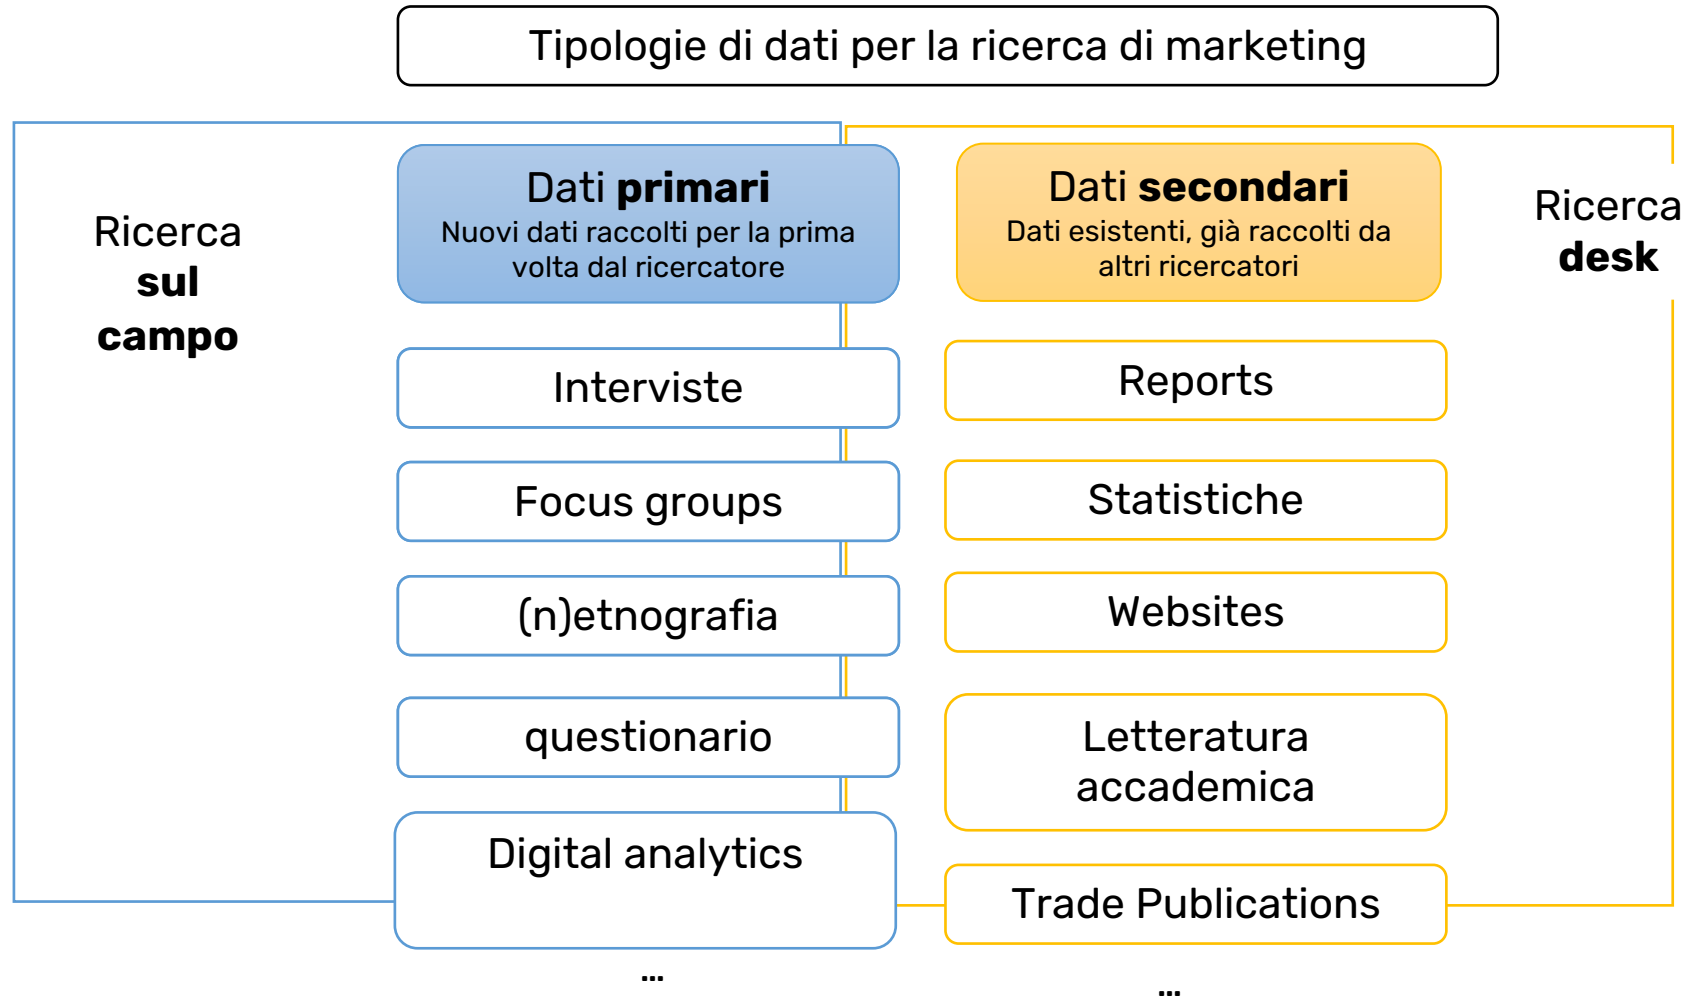 Tipologie di dati per la ricerca di marketing
Ricerca
sul
campo
Dati primari
Nuovi dati raccolti per la prima
volta dal ricercatore
Interviste
Focus groups
(n)etnografia
questionario
Digital analytics
...
Dati secondari
Dati esistenti, già raccolti da
altri ricercatori
Reports
Statistiche
Websites
Letteratura
accademica
Trade Publications
...
Ricerca
desk